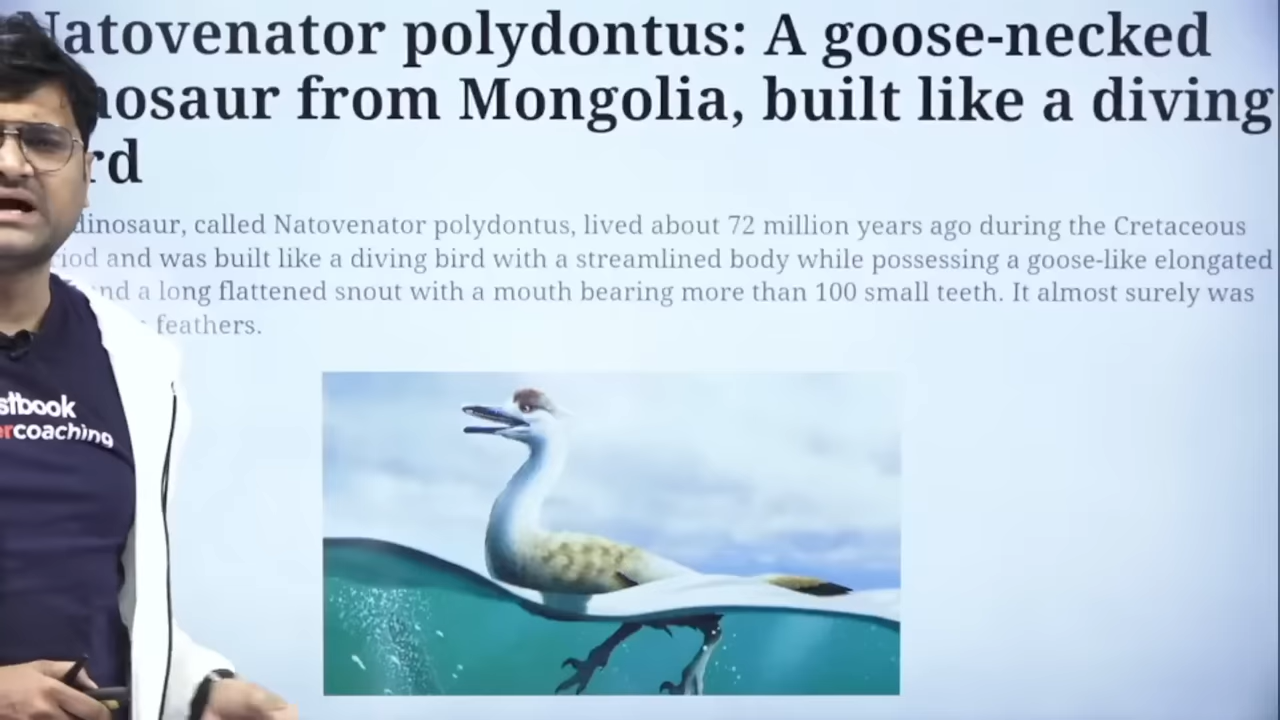 Natovenator polydontus: A goose-necked
nosaur from Mongolia, built like a diving
rd
dinosaur, called Natovenator polydontus, lived about 72 million years ago during the Cretaceous
iod and was built like a diving bird with a streamlined body while possessing a goose-like elongated
and a long flattened snout with a mouth bearing more than 100 small teeth. It almost surely was
feathers.
stbook
ercoaching